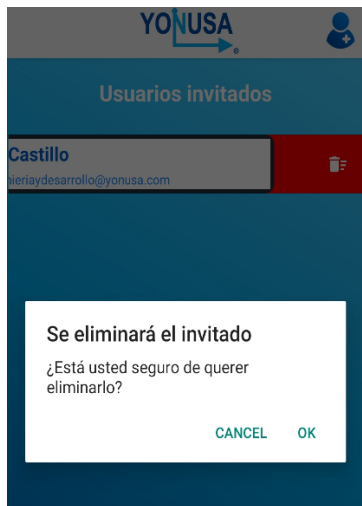 YONUSA
Usuarios invitados
Castillo
nieriaydesarrollo@yonusa.com
Se eliminará el invitado
¿Está usted seguro de querer
eliminarlo?
CANCEL OK